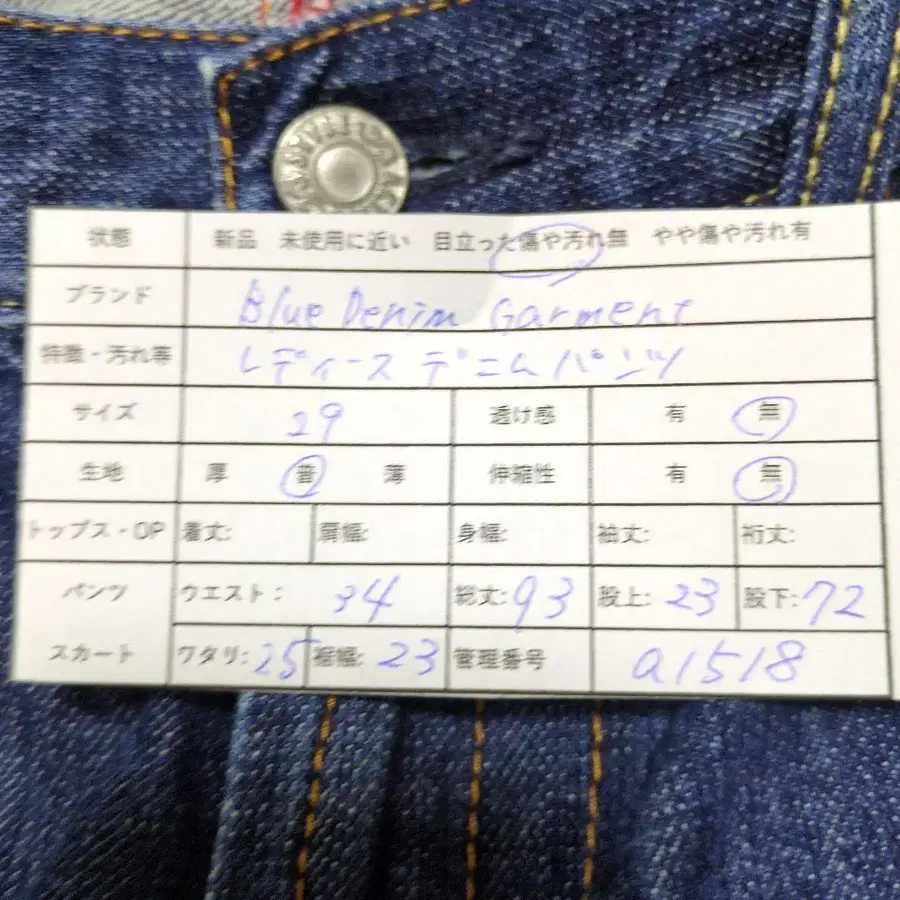 状態 新品 未使用に近い 目立った傷や汚れ無 やや傷や汚れ有
ブランド Blue Denim Garment
特徴・汚れ等 レディース デニムパンツ
サイズ 29 透け感 有 無
生地 厚 普 薄 伸縮性 有 無
トップス・OP 着丈: 肩幅: 身幅: 袖丈: 裄丈:
パンツ ウエスト: 34 総丈: 93 股上: 23 股下: 72
スカート ワタリ: 25 裾幅: 23 管理番号 a1518